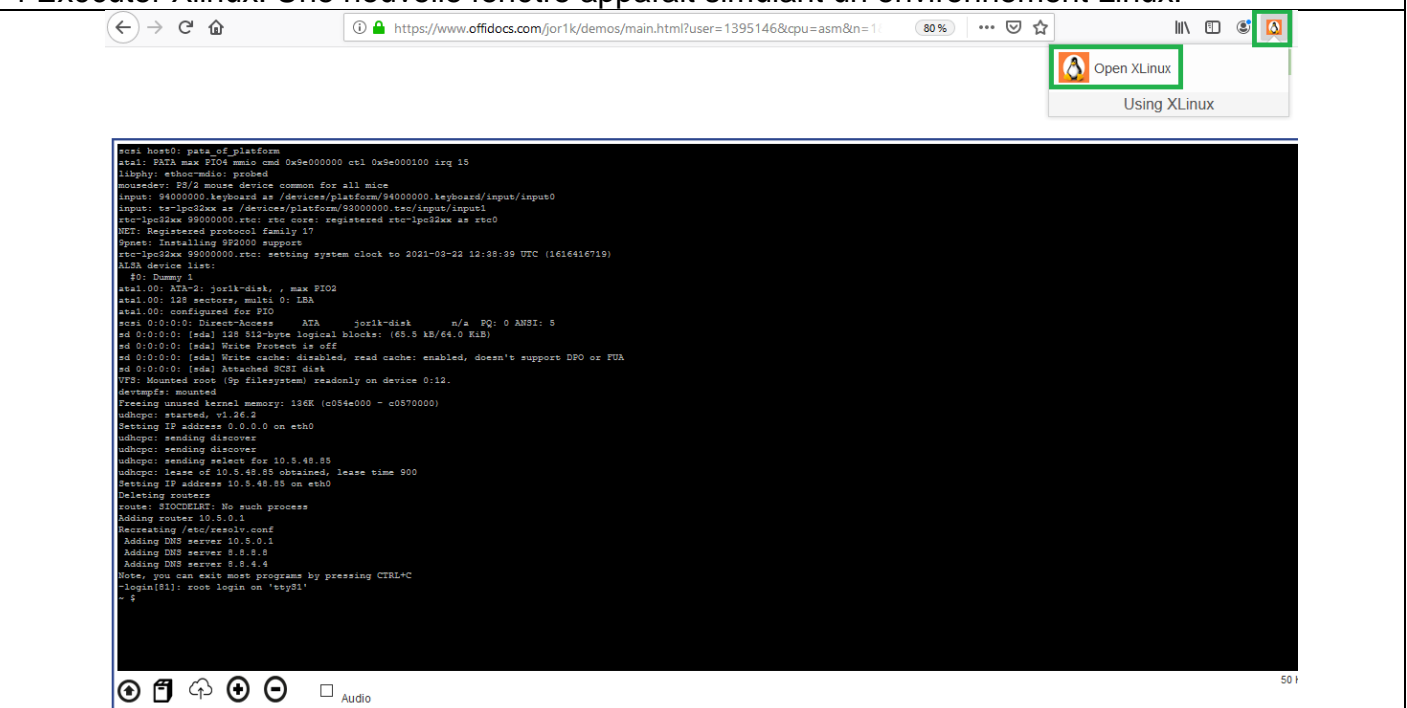 Exécuter Xlinux. Une nouvelle fenêtre apparaît simulant un environnement Linux.
https://www.offidocs.com/jor1k/demos/main.html?user=1395146&cpu=asm&n=1
80 %
Open XLinux
Using XLinux
scsi host0: pata_of_platform
ata1: PATA max PIO4 mmio cmd 0x9e000000 ctl 0x9e000100 irq 15
libphy: ethoc-mdio: probed
mousedev: PS/2 mouse device common for all mice
input: 94000000.keyboard as /devices/platform/94000000.keyboard/input/input0
input: ts-lpc32xx as /devices/platform/93000000.tsc/input/input1
rtc-lpc32xx 99000000.rtc: rtc core: registered rtc-lpc32xx as rtc0
NET: Registered protocol family 17
9pnet: Installing 9P2000 support
rtc-lpc32xx 99000000.rtc: setting system clock to 2021-03-22 12:38:39 UTC (1616416719)
ALSA device list:
#0: Dummy 1
ata1.00: ATA-2: jor1k-disk, , max PIO2
ata1.00: 128 sectors, multi 0: LBA
ata1.00: configured for PIO
scsi 0:0:0:0: Direct-Access ATA jor1k-disk n/a PQ: 0 ANSI: 5
sd 0:0:0:0: [sda] 128 512-byte logical blocks: (65.5 kB/64.0 KiB)
sd 0:0:0:0: [sda] Write Protect is off
sd 0:0:0:0: [sda] Write cache: disabled, read cache: enabled, doesn't support DPO or FUA
sd 0:0:0:0: [sda] Attached SCSI disk
VFS: Mounted root (9p filesystem) readonly on device 0:12.
devtmpfs: mounted
Freeing unused kernel memory: 136K (c054e000 - c0570000)
udhcpc: started, v1.26.2
Setting IP address 0.0.0.0 on eth0
udhcpc: sending discover
udhcpc: sending discover
udhcpc: sending select for 10.5.48.85
udhcpc: lease of 10.5.48.85 obtained, lease time 900
Setting IP address 10.5.48.85 on eth0
Deleting routers
route: SIOCDELRT: No such process
Adding router 10.5.0.1
Recreating /etc/resolv.conf
Adding DNS server 10.5.0.1
Adding DNS server 8.8.8.8
Adding DNS server 8.8.4.4
Note, you can exit most programs by pressing CTRL+C
-login[81]: root login on 'ttyS1'
~ $
50
Audio